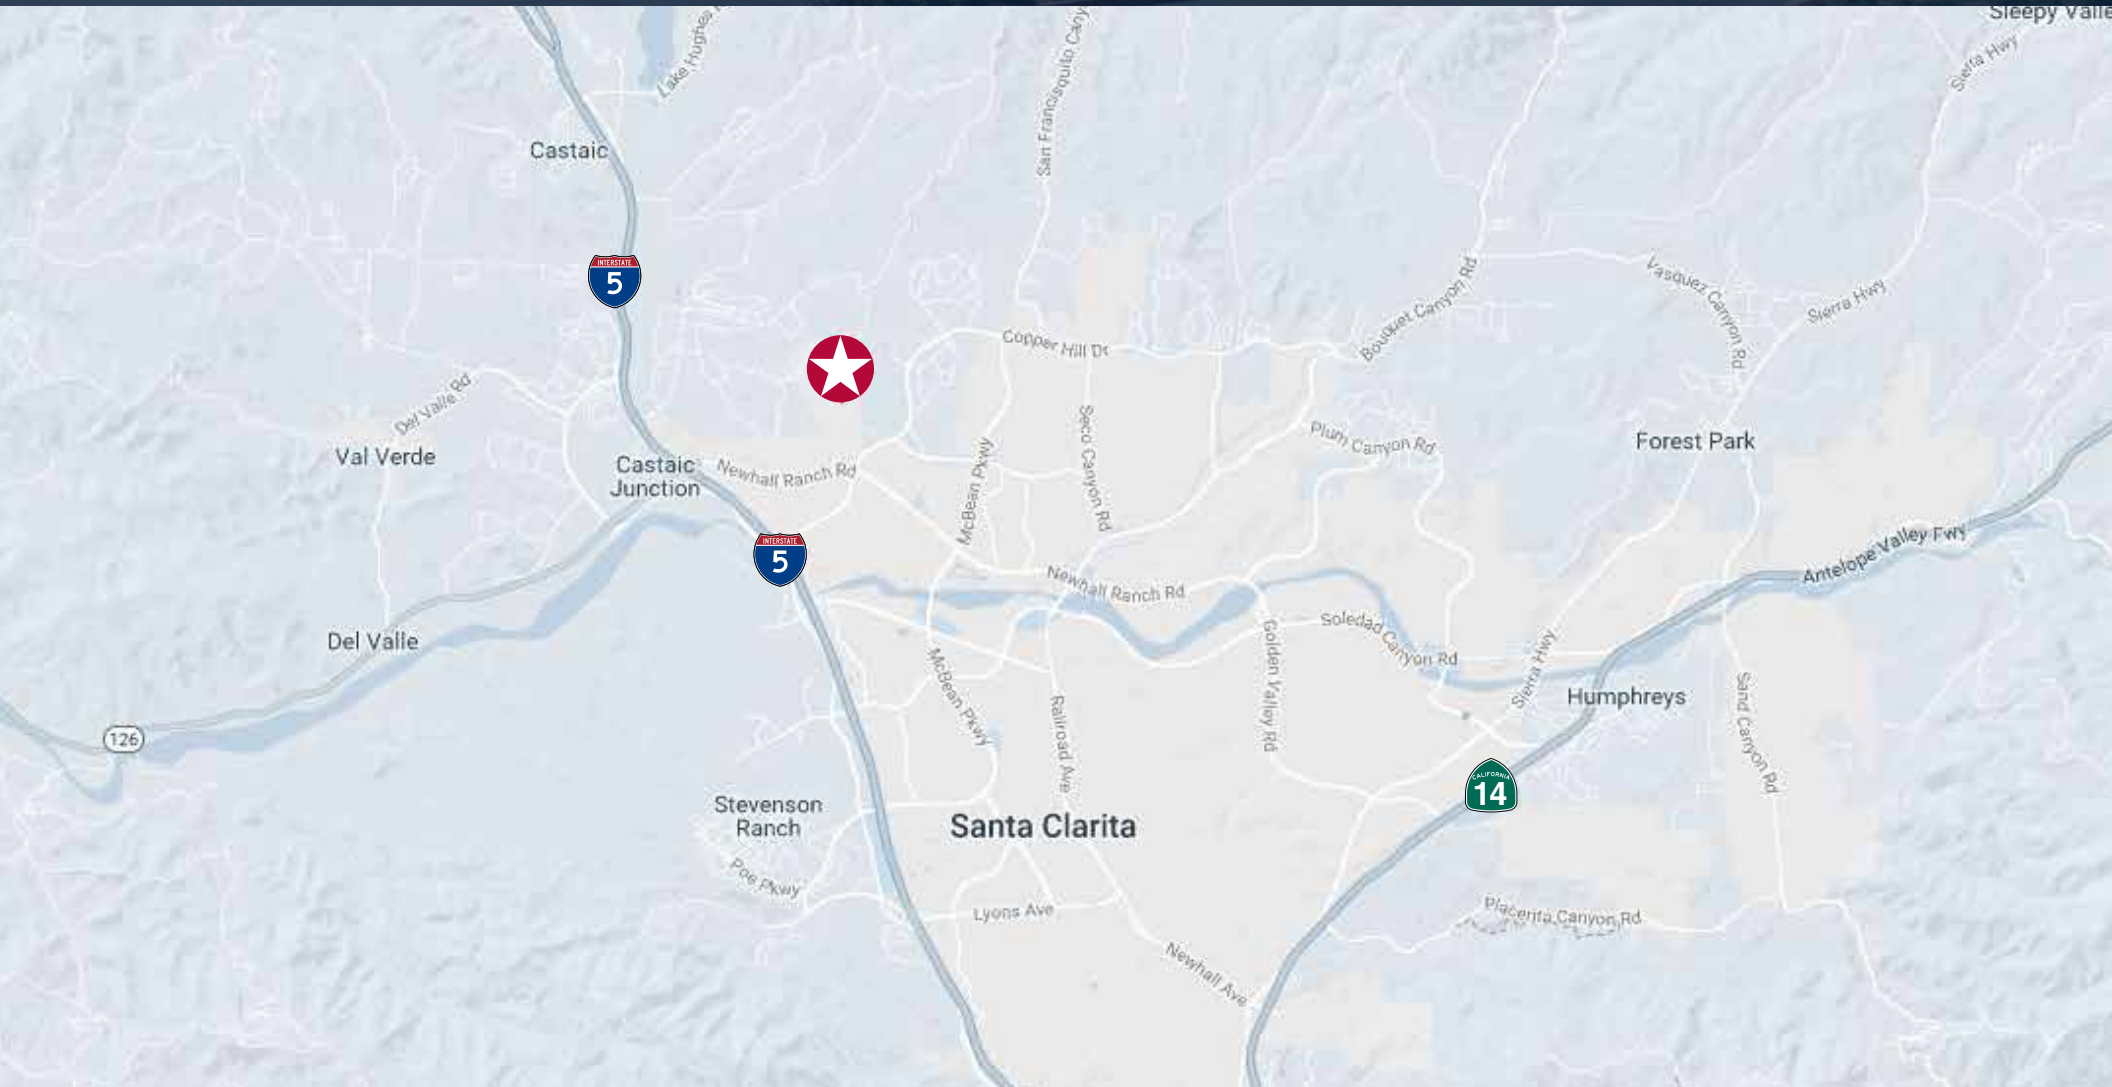 Sleepy Valle
Sierra Hwy
Lake Hughes
San Francisquito Cany
Castaic
INTERSTATE
5
Vasquez Canyon Rd
Bouquet Canyon Rd
Sierra Hwy
Copper Hill Dr
Del Valle Rd
Val Verde
Castaic
Junction
Newhall Ranch Rd
McBean Pkwy
Seco Canyon Rd
Plum Canyon Rd
Forest Park
INTERSTATE
5
Antelope Valley Fwy
Newhall Ranch Rd
Del Valle
Soledad Canyon Rd
Golden Valley Rd
Sierra Hwy
McBean Pkwy
Railroad Ave
Humphreys
Sand Canyon Rd
126
CALIFORNIA
14
Stevenson
Ranch
Santa Clarita
Poe Pkwy
Lyons Ave
Placerita Canyon Rd
Newhall Ave